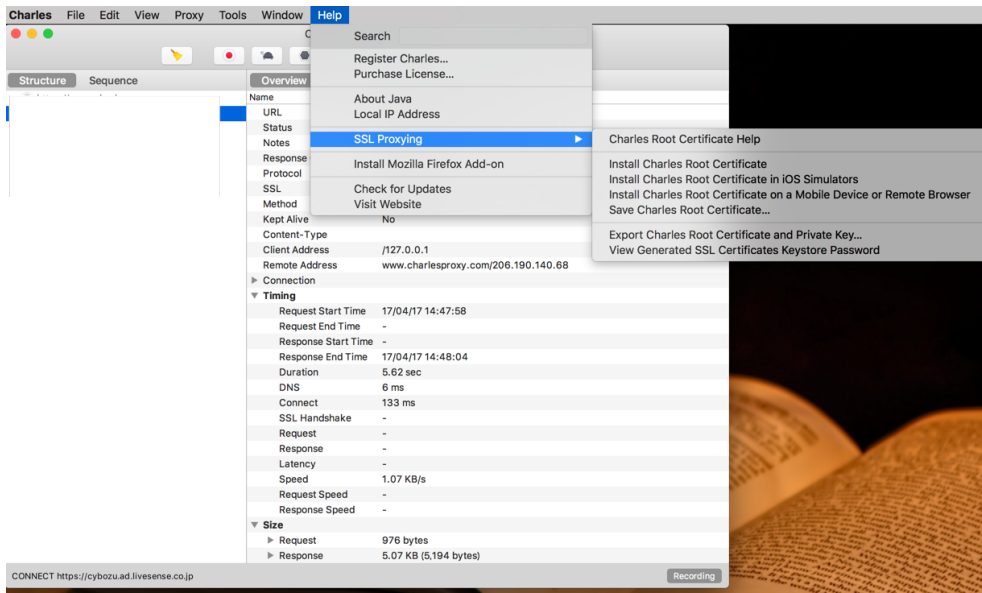 Charles File Edit View Proxy Tools Window Help
Search
Register Charles...
Purchase License...
About Java
Local IP Address
SSL Proxying
Install Mozilla Firefox Add-on
Check for Updates
Visit Website
Charles Root Certificate Help
Install Charles Root Certificate
Install Charles Root Certificate in iOS Simulators
Install Charles Root Certificate on a Mobile Device or Remote Browser
Save Charles Root Certificate...
Export Charles Root Certificate and Private Key...
View Generated SSL Certificates Keystore Password
Structure Sequence
Overview
Name
URL
Status
Notes
Response
Protocol
SSL
Method
Kept Alive No
Content-Type
Client Address /127.0.0.1
Remote Address www.charlesproxy.com/206.190.140.68
Connection
Timing
Request Start Time 17/04/17 14:47:58
Request End Time -
Response Start Time -
Response End Time 17/04/17 14:48:04
Duration 5.62 sec
DNS 6 ms
Connect 133 ms
SSL Handshake -
Request -
Response -
Latency -
Speed 1.07 KB/s
Request Speed -
Response Speed -
Size
Request 976 bytes
Response 5.07 KB (5,194 bytes)
CONNECT https://cybozu.ad.livesense.co.jp
Recording